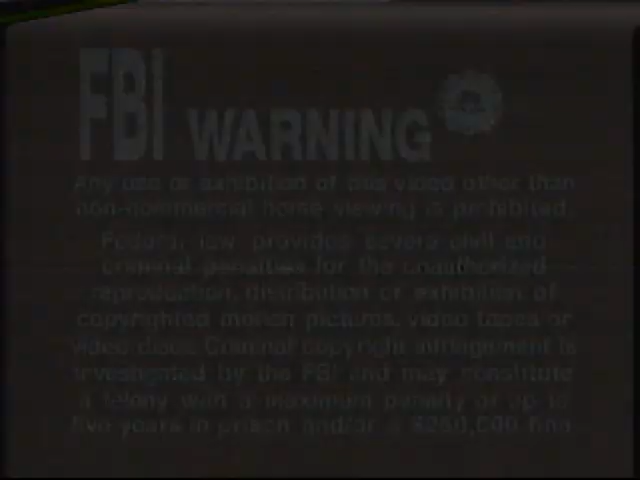 FBI WARNING
Any use or exhibition of this video other than
non-commercial home viewing is prohibited.
Federal law provides severe civil and
criminal penalties for the unauthorized
reproduction, distribution or exhibition of
copyrighted motion pictures, video tapes or
video discs. Criminal copyright infringement is
investigated by the FBI and may constitute
a felony with a maximum penalty of up to
five years in prison and/or a $250,000 fine.